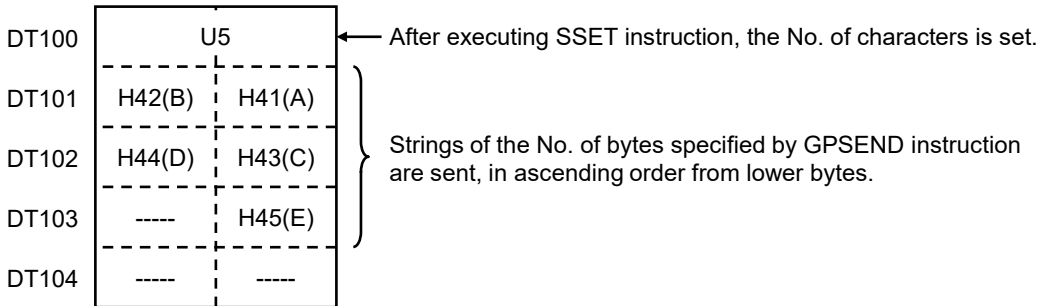 DT100 U5 After executing SSET instruction, the No. of characters is set.
DT101 H42(B) H41(A)
Strings of the No. of bytes specified by GPSEND instruction
DT102 H44(D) H43(C)
are sent, in ascending order from lower bytes.
DT103 ----- H45(E)
DT104 ----- -----